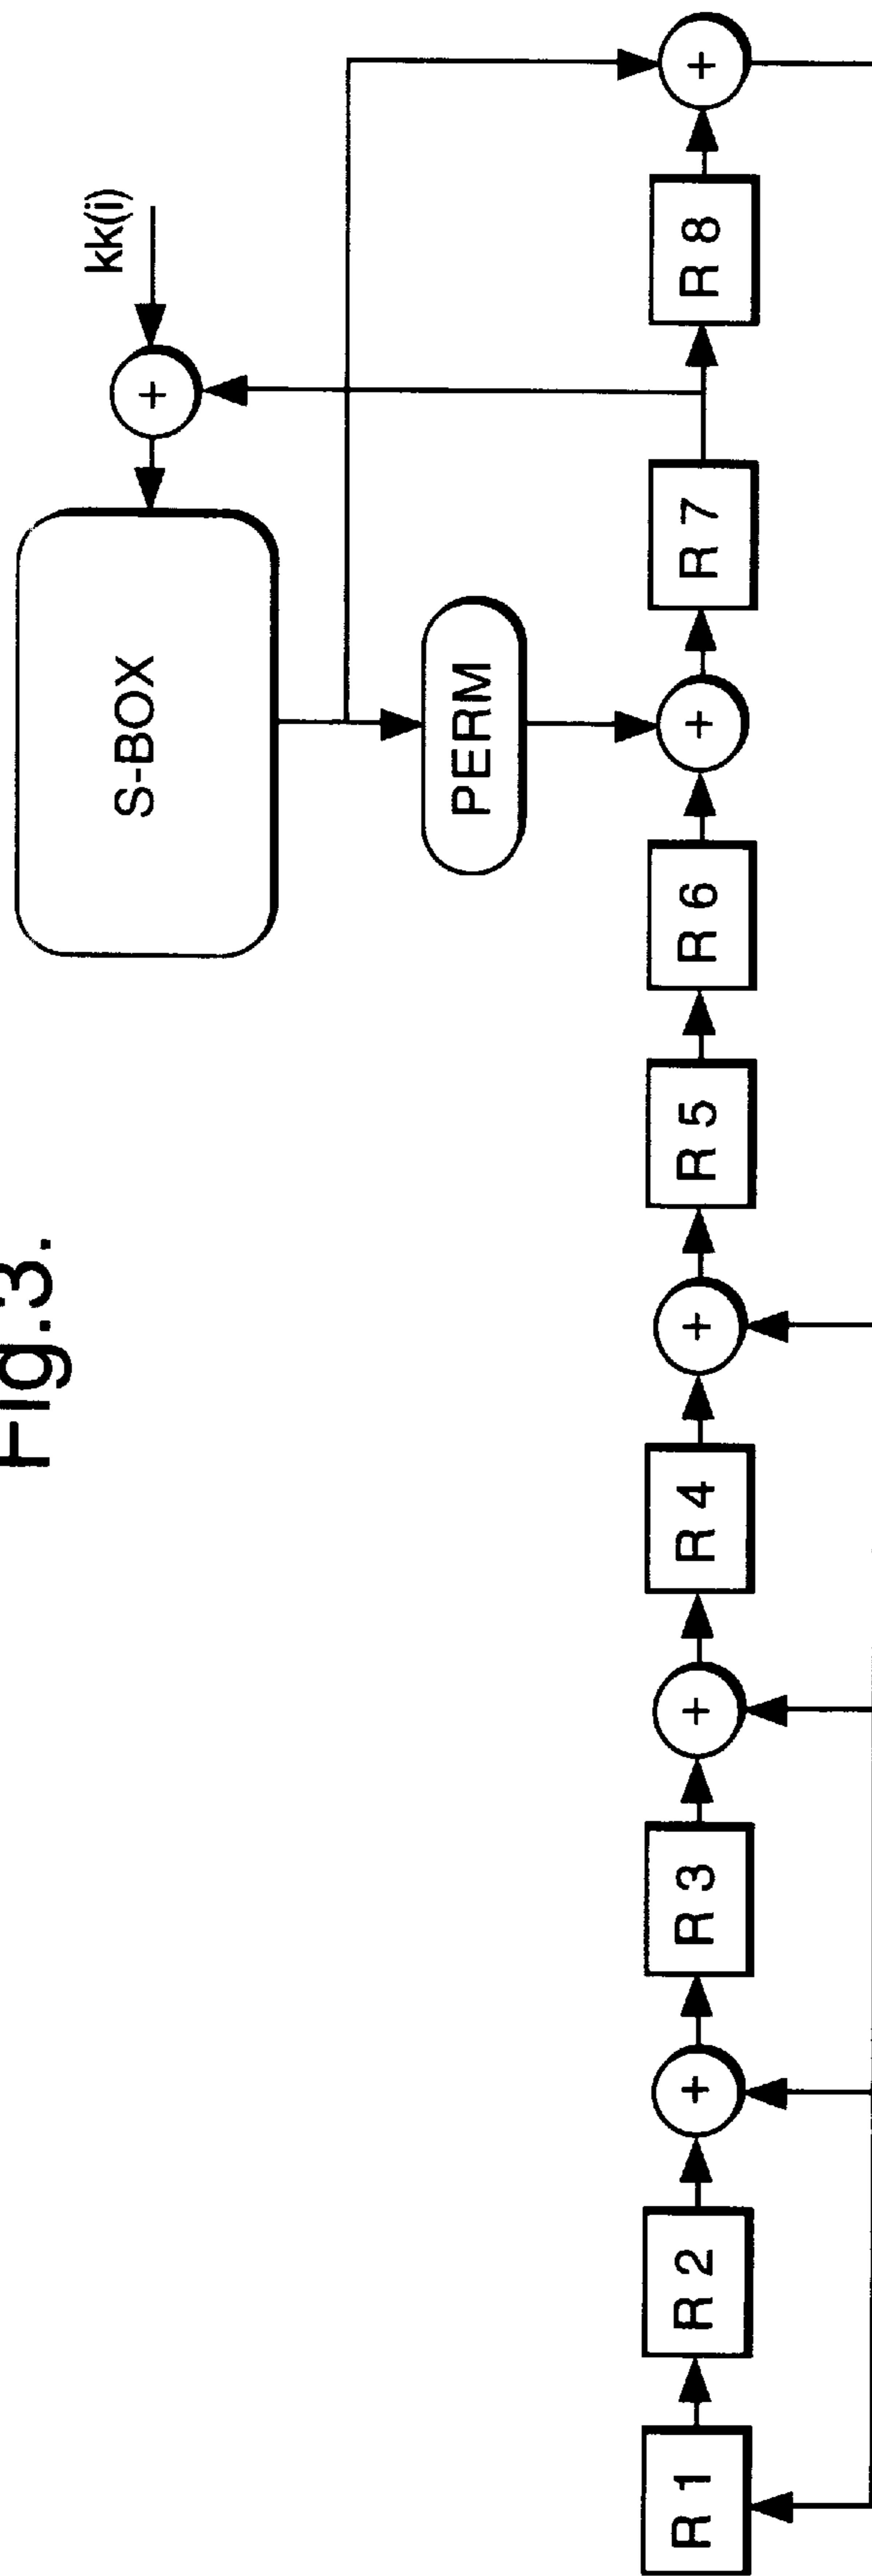 Fig.3.
kk(i)
S-BOX
PERM
R 1
R 2
R 3
R 4
R 5
R 6
R 7
R 8
+
+
+
+
+
+